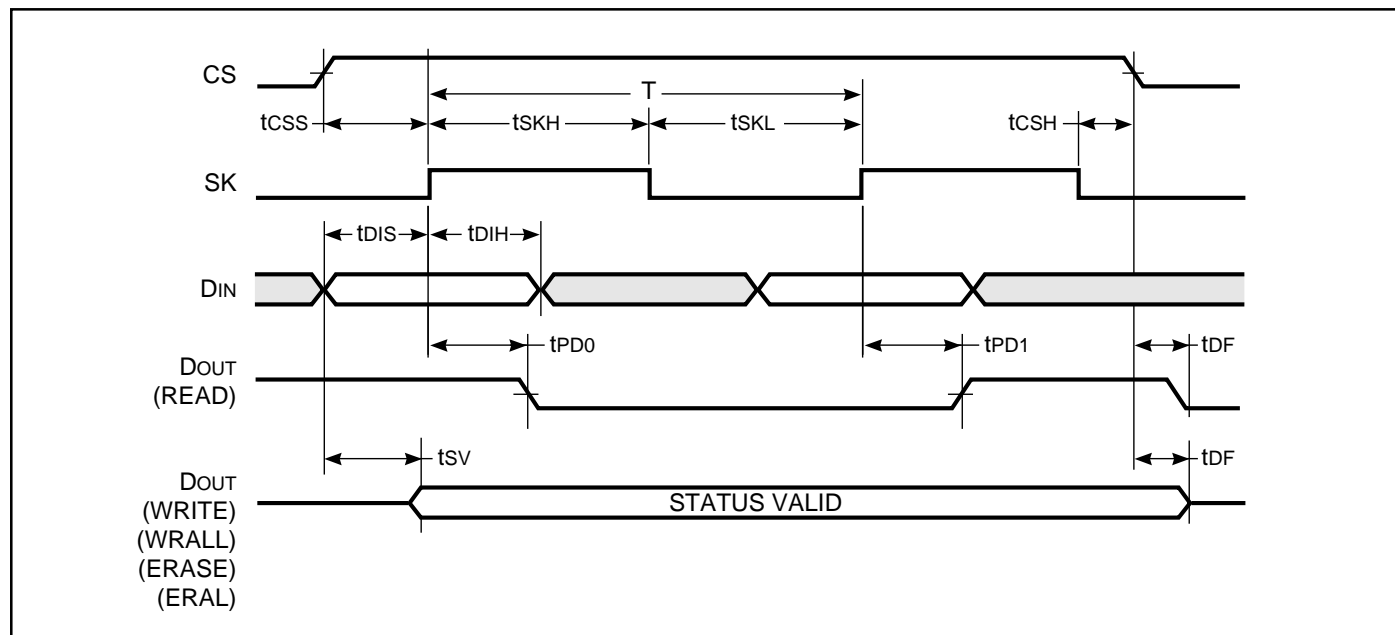 CS
T
tCSS
tSKH
tSKL
tCSH
SK
tDIS
tDIH
DIN
tPD0
tPD1
tDF
DOUT
(READ)
tSV
tDF
DOUT
(WRITE)
STATUS VALID
(WRALL)
(ERASE)
(ERAL)